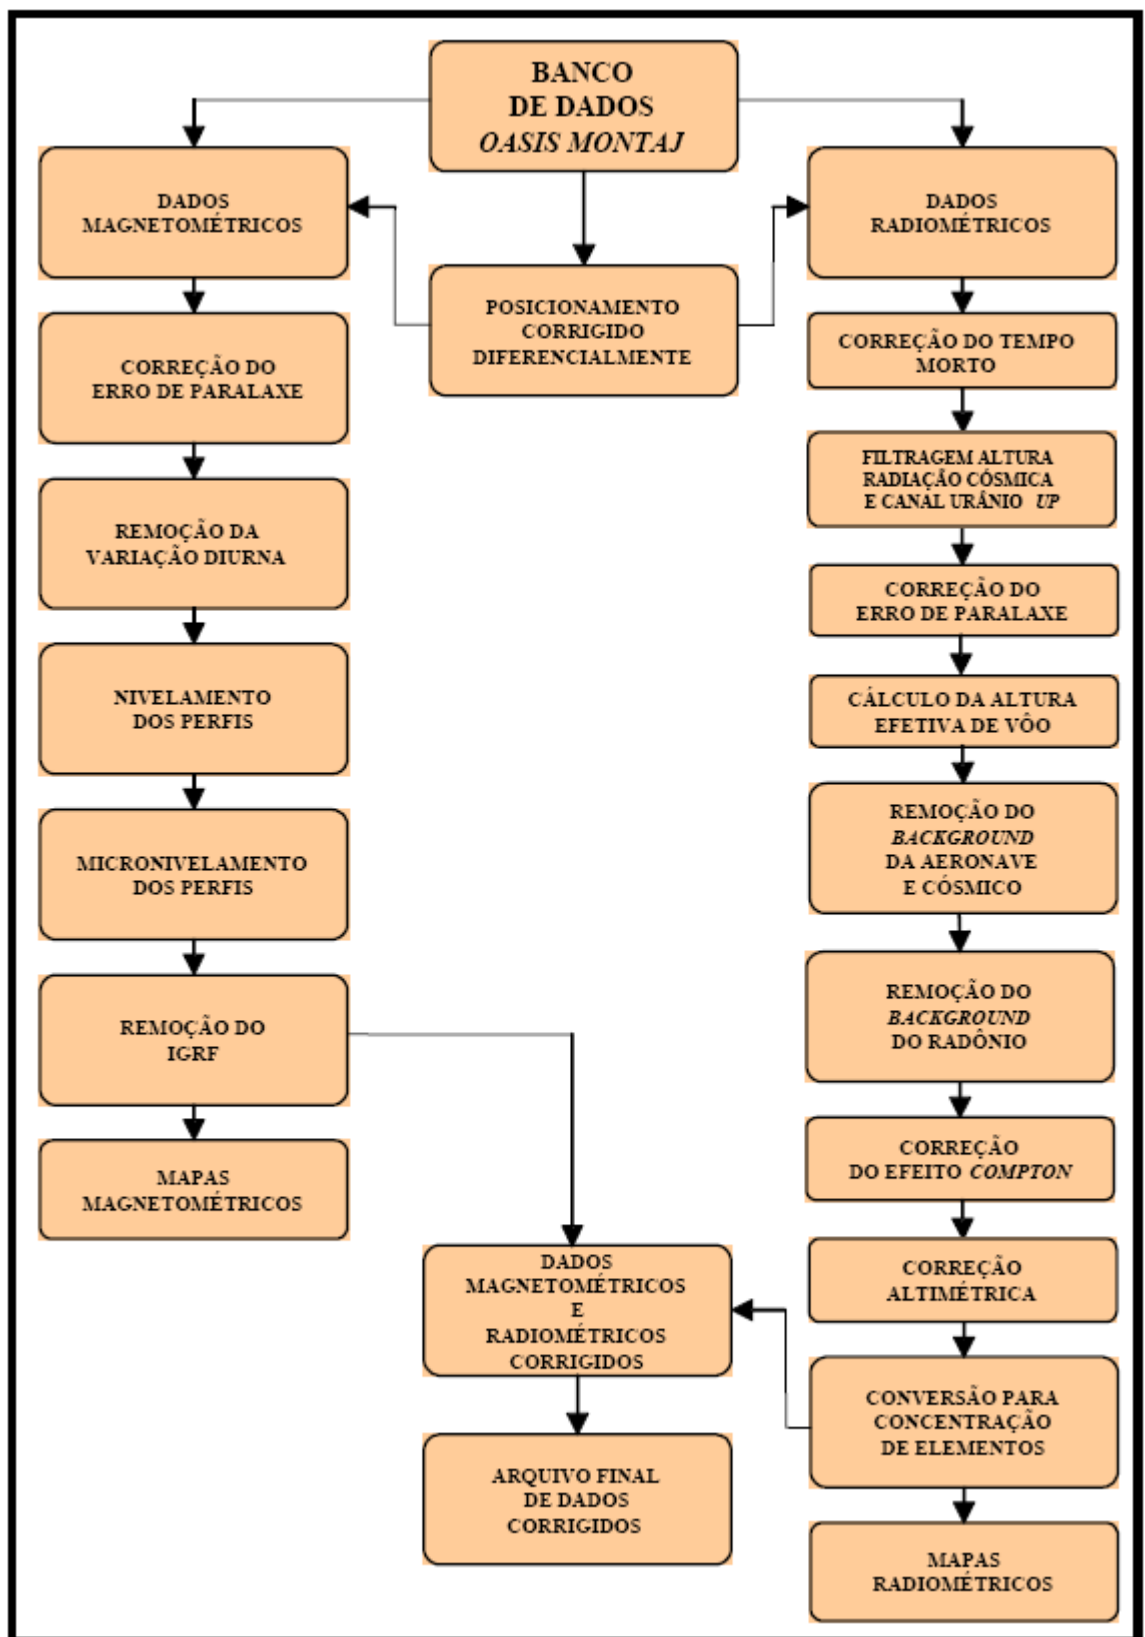 BANCO
DE DADOS
OASIS MONTAJ
DADOS
MAGNETOMÉTRICOS
DADOS
RADIOMÉTRICOS
POSICIONAMENTO
CORRIGIDO
DIFERENCIALMENTE
CORREÇÃO DO
ERRO DE PARALAXE
REMOÇÃO DA
VARIAÇÃO DIURNA
NIVELAMENTO
DOS PERFIS
MICRONIVELAMENTO
DOS PERFIS
REMOÇÃO DO
IGRF
MAPAS
MAGNETOMÉTRICOS
CORREÇÃO DO TEMPO
MORTO
FILTRAGEM ALTURA
RADIAÇÃO CÓSMICA
E CANAL URÂNIO UP
CORREÇÃO DO
ERRO DE PARALAXE
CÁLCULO DA ALTURA
EFETIVA DE VÔO
REMOÇÃO DO
BACKGROUND
DA AERONAVE
E CÓSMICO
REMOÇÃO DO
BACKGROUND
DO RADÔNIO
CORREÇÃO
DO EFEITO COMPTON
CORREÇÃO
ALTIMÉTRICA
CONVERSÃO PARA
CONCENTRAÇÃO
DE ELEMENTOS
MAPAS
RADIOMÉTRICOS
DADOS
MAGNETOMÉTRICOS
E
RADIOMÉTRICOS
CORRIGIDOS
ARQUIVO FINAL
DE DADOS
CORRIGIDOS